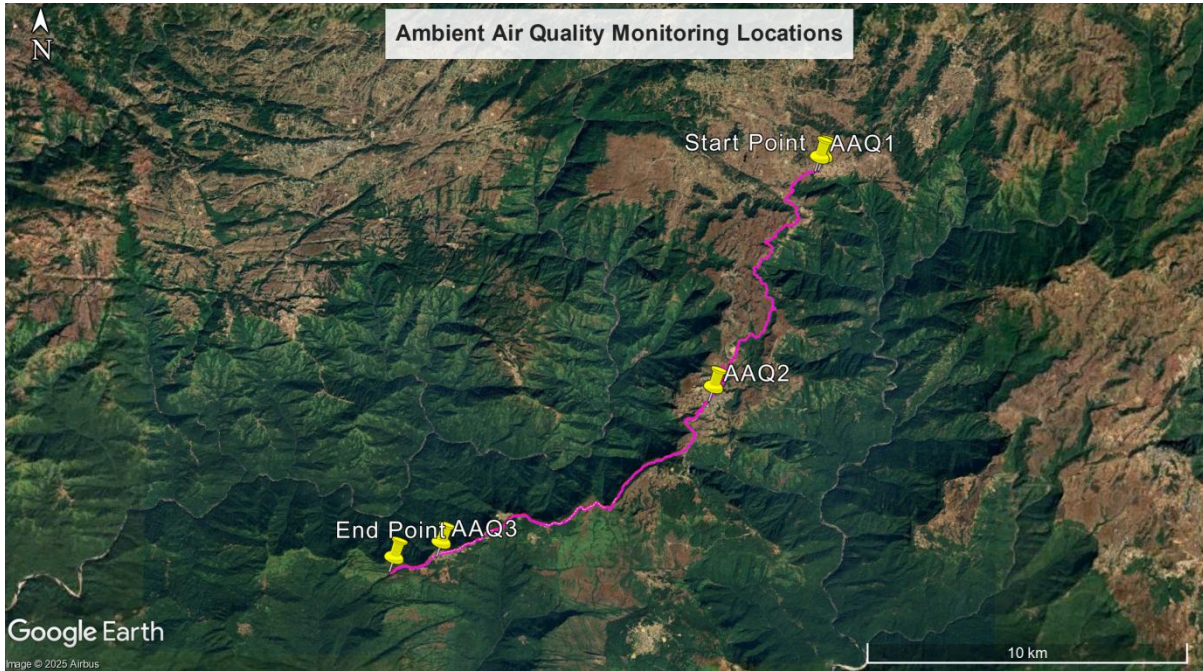 Ambient Air Quality Monitoring Locations
N
Start Point
AAQ1
AAQ2
End Point
AAQ3
Google Earth
Image © 2025 Airbus
10 km